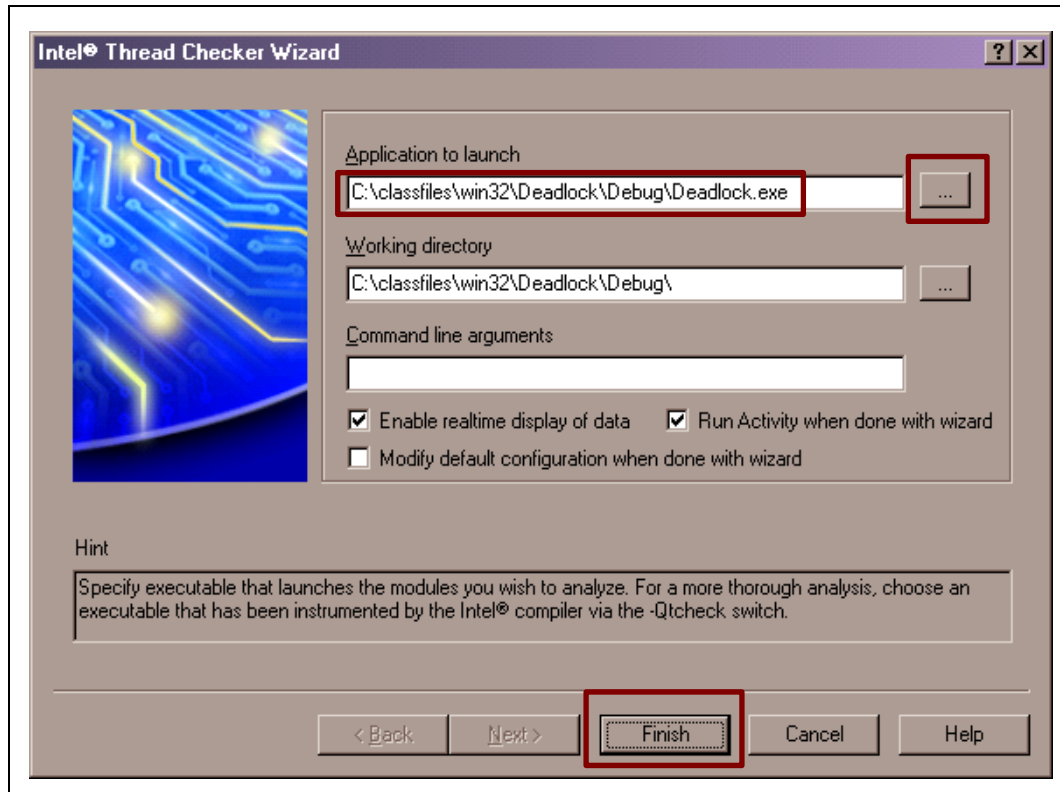 Intel® Thread Checker Wizard
Application to launch
C:\classfiles\win32\Deadlock\Debug\Deadlock.exe
...
Working directory
C:\classfiles\win32\Deadlock\Debug\
...
Command line arguments
Enable realtime display of data
Run Activity when done with wizard
Modify default configuration when done with wizard
Hint
Specify executable that launches the modules you wish to analyze. For a more thorough analysis, choose an
executable that has been instrumented by the Intel® compiler via the -Qtcheck switch.
< Back Next > Finish Cancel Help